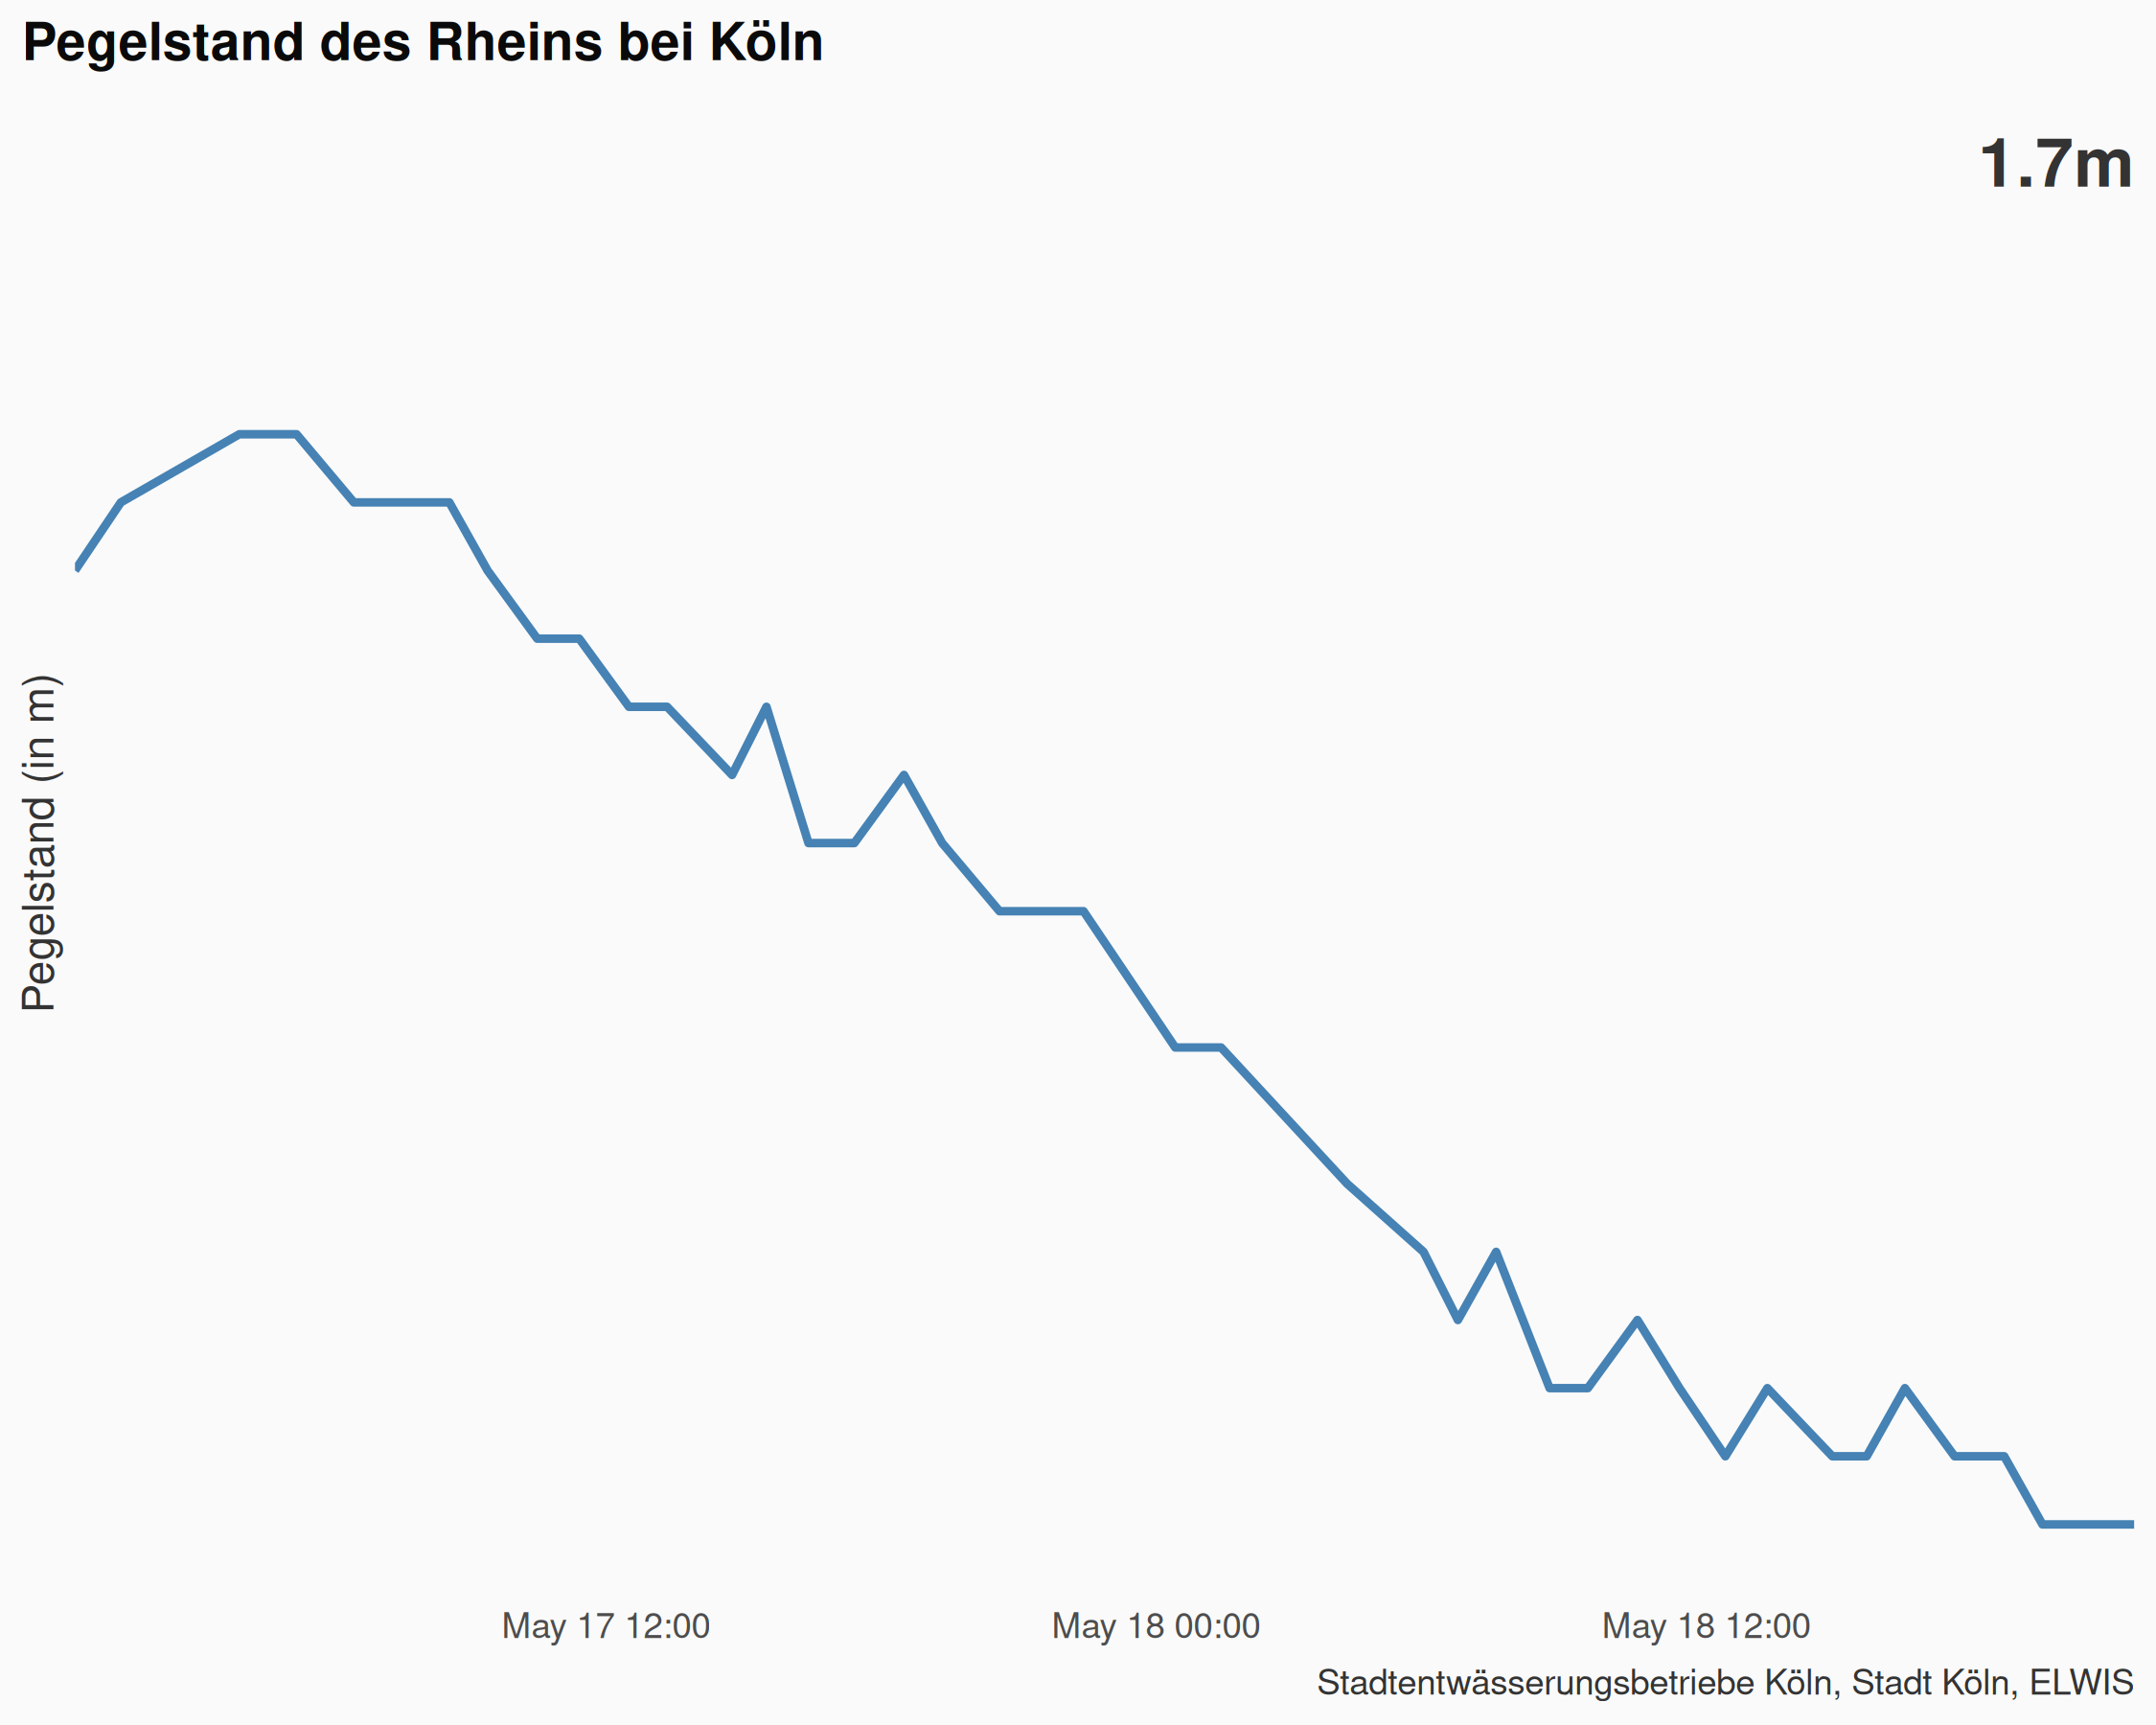 Pegelstand des Rheins bei Köln
1.7m
Pegelstand (in m)
May 17 12:00
May 18 00:00
May 18 12:00
Stadtentwässerungsbetriebe Köln, Stadt Köln, ELWIS